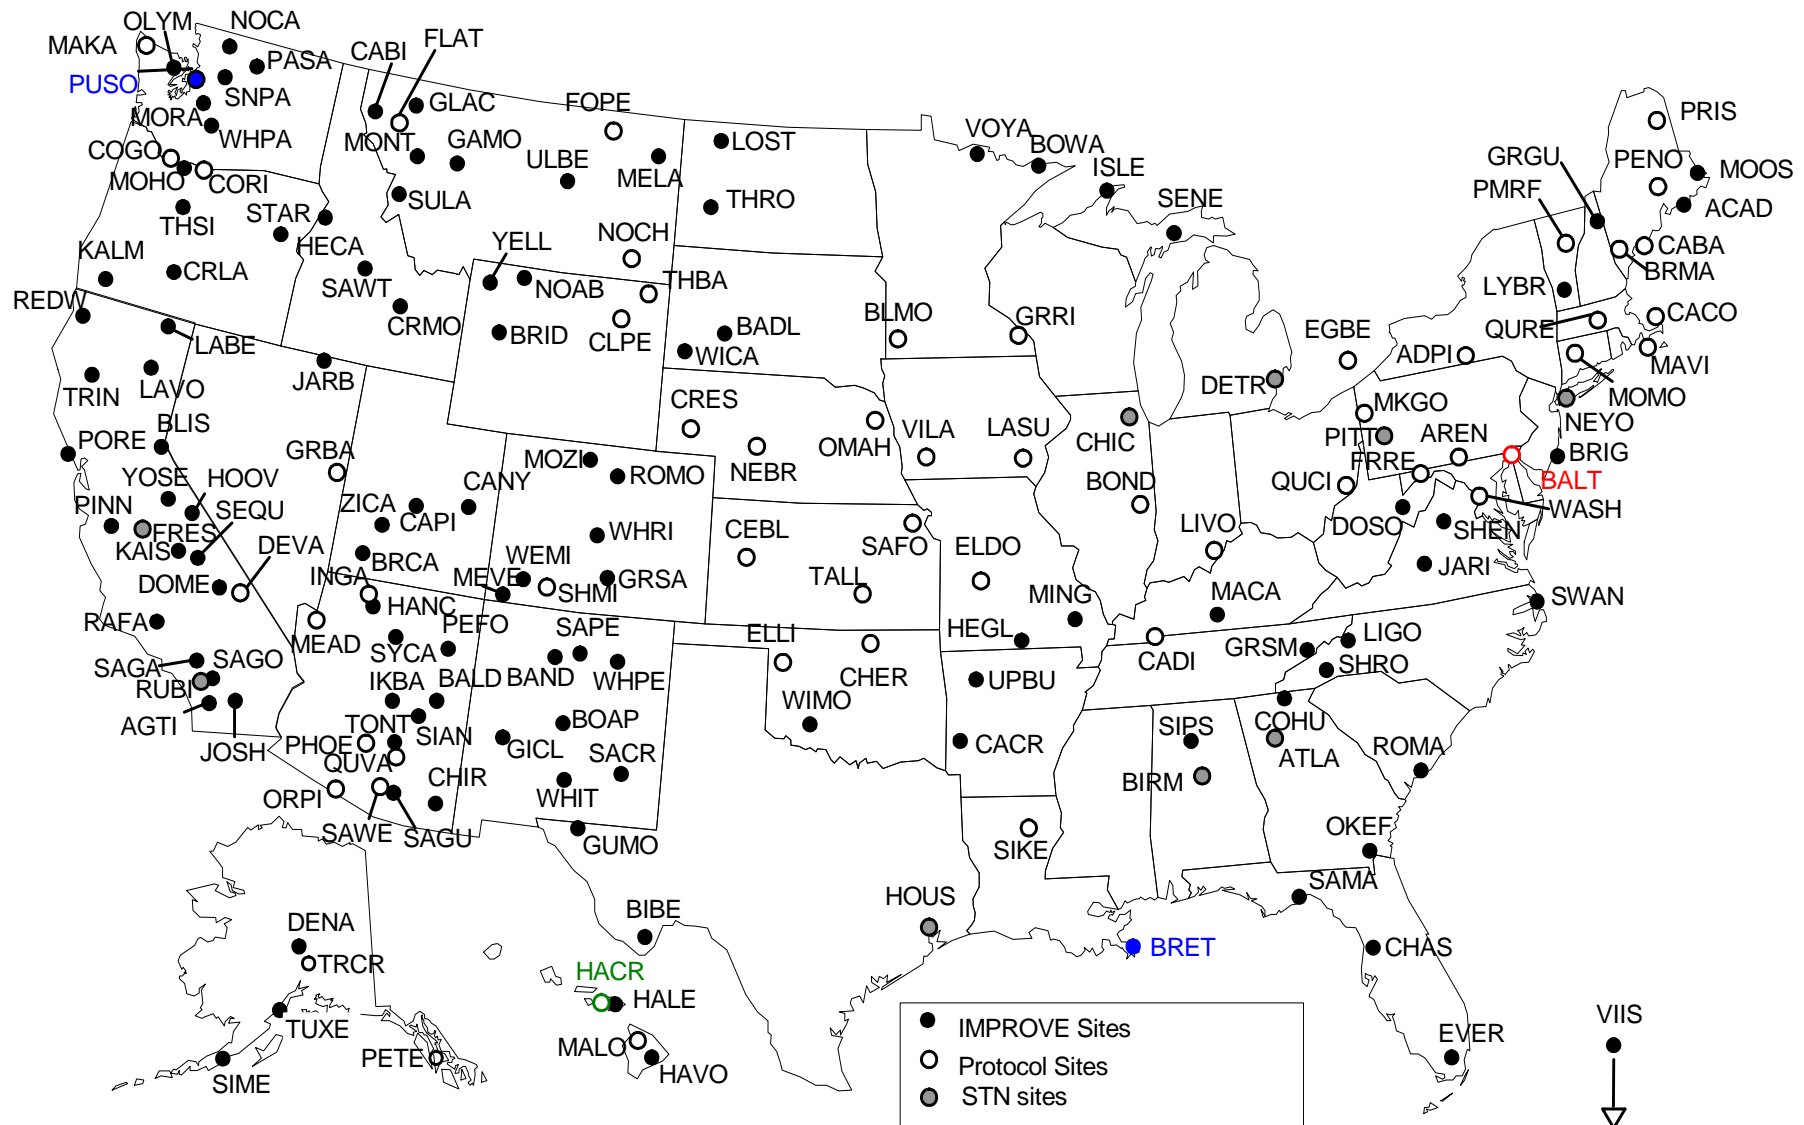 OLYM
NOCA
MAKA
CABI
FLAT
PASA
PUSO
SNPA
GLAC
FOPE
MORA
WHPA
MONT
GAMO
ULBE
MELA
LOST
VOYA
BOWA
ISLE
SENE
PRIS
GRGU
PENO
PMRF
MOOS
ACAD
COGO
MOHO
CORI
THSI
STAR
HECA
SULA
THRO
KALM
CRLA
YELL
NOCH
CABA
BRMA
REDW
SAWT
CRMO
NOAB
THBA
BRID
CLPE
BADL
WICA
BLMO
GRRI
EGBE
LYBR
QURE
CACO
LABE
TRIN
LAVO
JARB
DETR
ADPI
MAVI
MOMO
BLIS
CRES
OMAH
VILA
LASU
CHIC
MKGO
NEYO
PORE
GRBA
MOZI
ROMO
NEBR
BOND
PITT
AREN
FRRE
BRIG
BALT
YOSE
HOOV
PINN
SEQU
ZICA
CAPI
CANY
WHRI
CEBL
SAFO
QUCI
WASH
FRES
KAIS
DEVA
BRCA
WEMI
ELDO
LIVO
DOSO
SHEN
DOME
INGA
MEVE
SHMI
GRSA
TALL
MING
MACA
JARI
SWAN
RAFA
HANC
MEAD
PEFO
SAPE
ELLI
HEGL
SAGA
SAGO
SYCA
RUBI
IKBA
BALD
BAND
WHPE
CHER
CADI
GRSM
LIGO
SHRO
AGTI
JOSH
TONT
PHOE
SIAN
GICL
BOAP
WIMO
UPBU
CACR
SIPS
COHU
ATLA
ROMA
QUVA
SACR
ORPI
CHIR
WHIT
BIRM
SAWE
SAGU
GUMO
SIKE
OKEF
SAMA
HOUS
BIBE
DENA
TRCR
HACR
BRET
CHAS
HALE
TUXE
PETE
MALO
HAVO
SIME
EVER
VIIS
IMPROVE Sites
Protocol Sites
STN sites